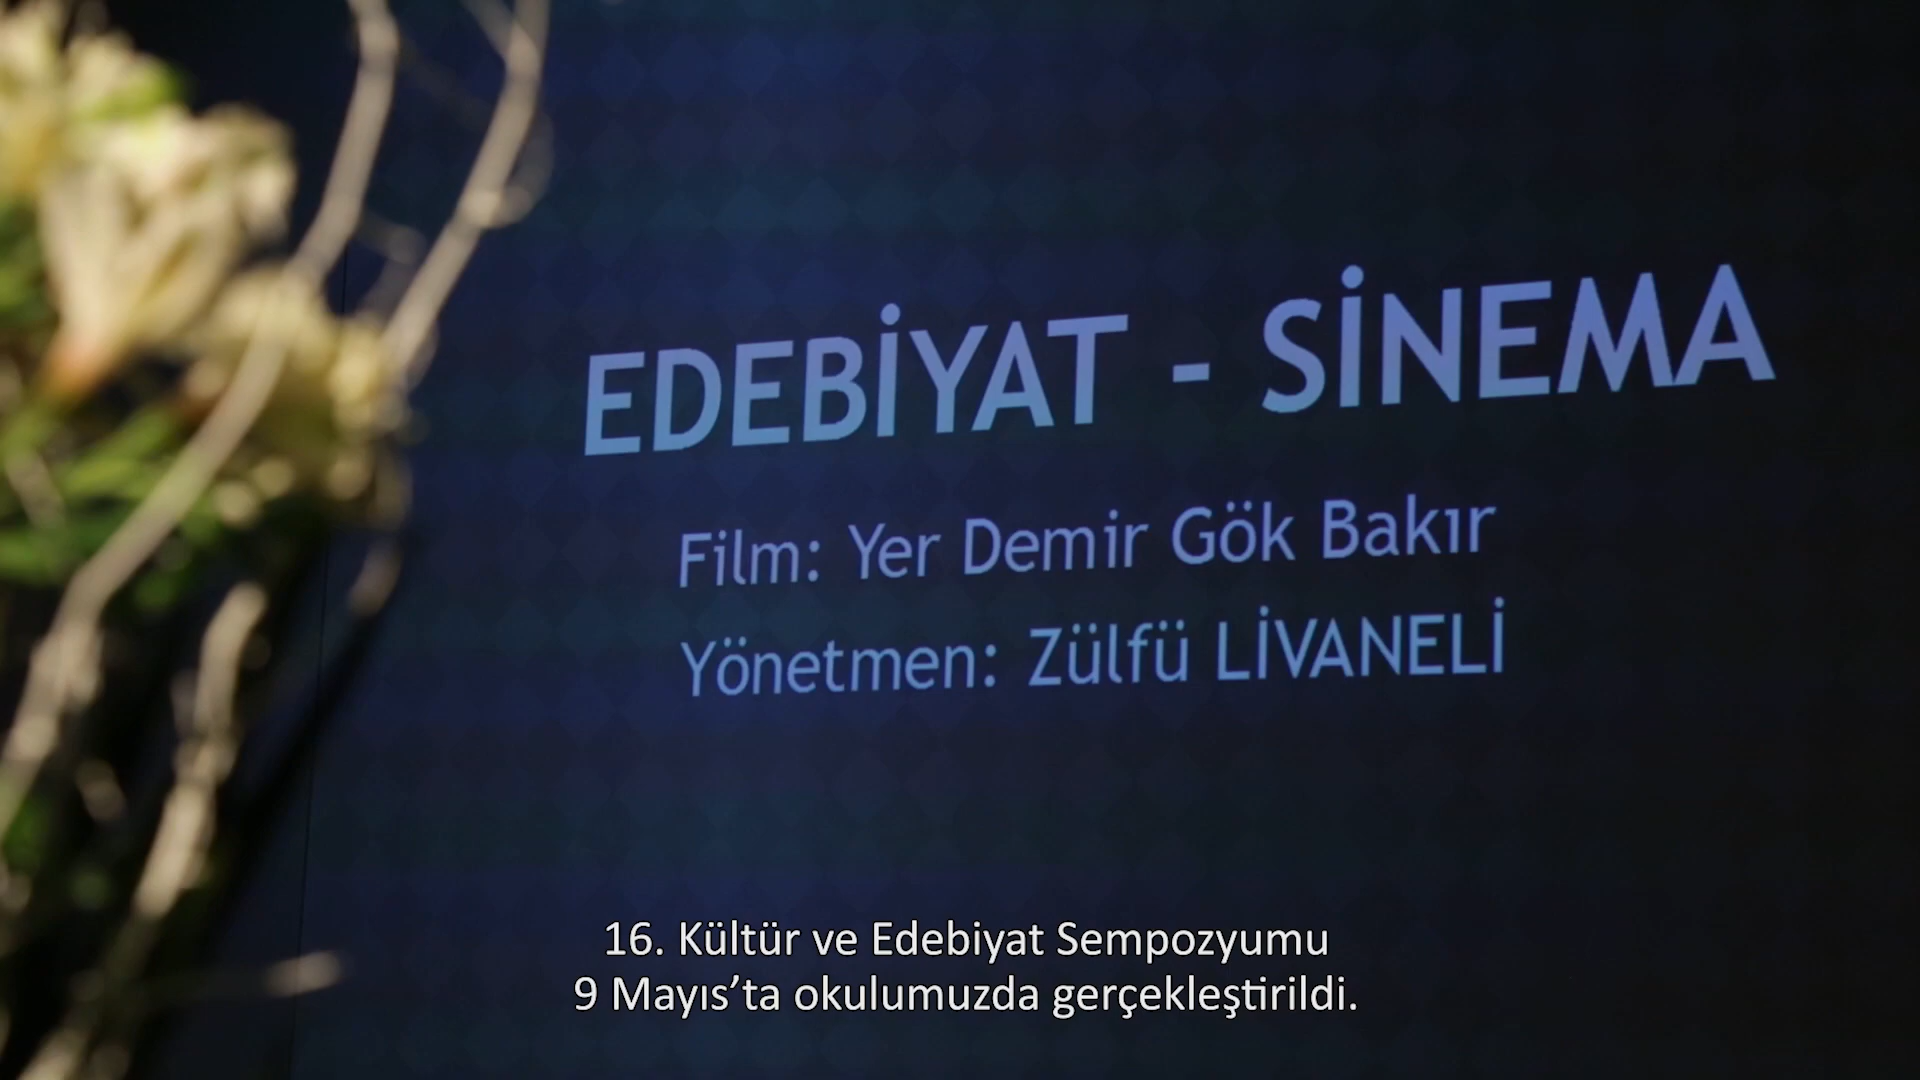 EDEBİYAT - SİNEMA
Film: Yer Demir Gök Bakır
Yönetmen: Zülfü LİVANELİ
16. Kültür ve Edebiyat Sempozyumu
9 Mayıs’ta okulumuzda gerçekleştirildi.